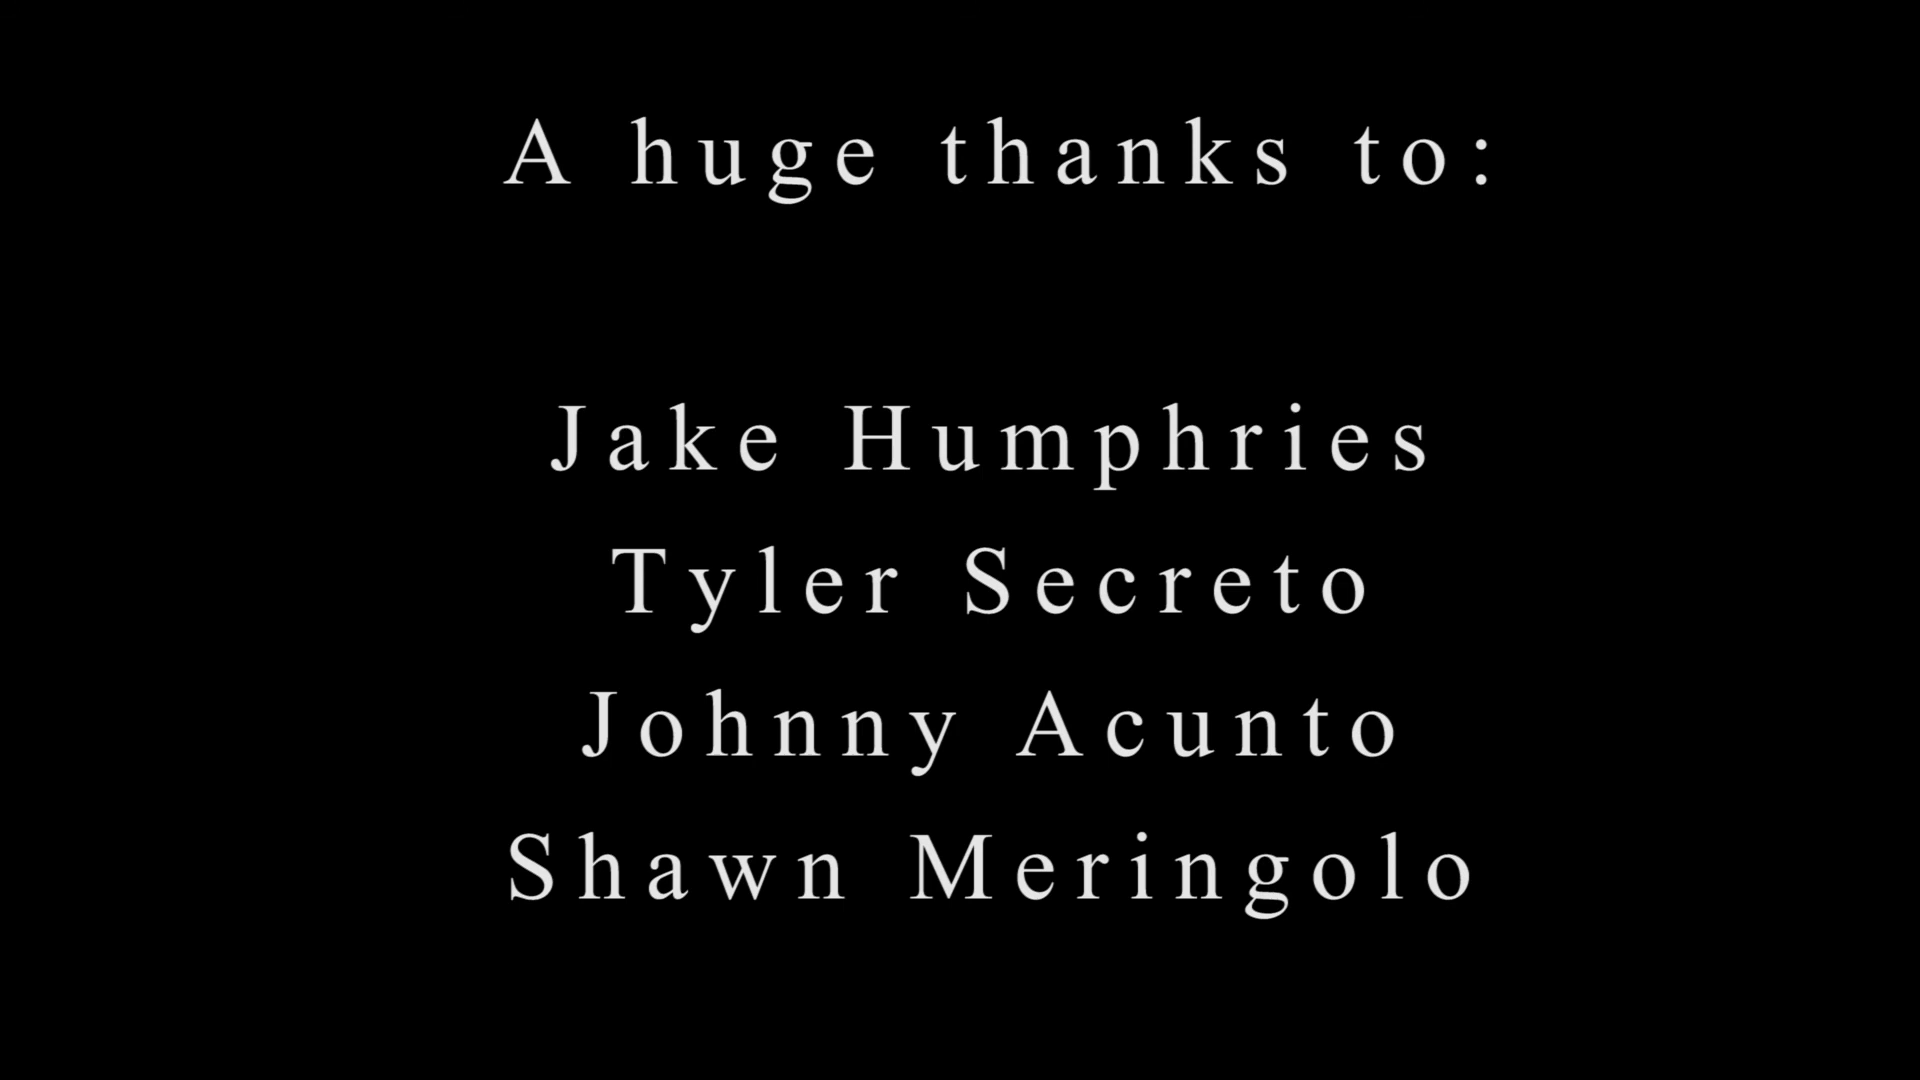 A huge thanks to:
Jake Humphries
Tyler Secreto
Johnny Acunto
Shawn Meringolo